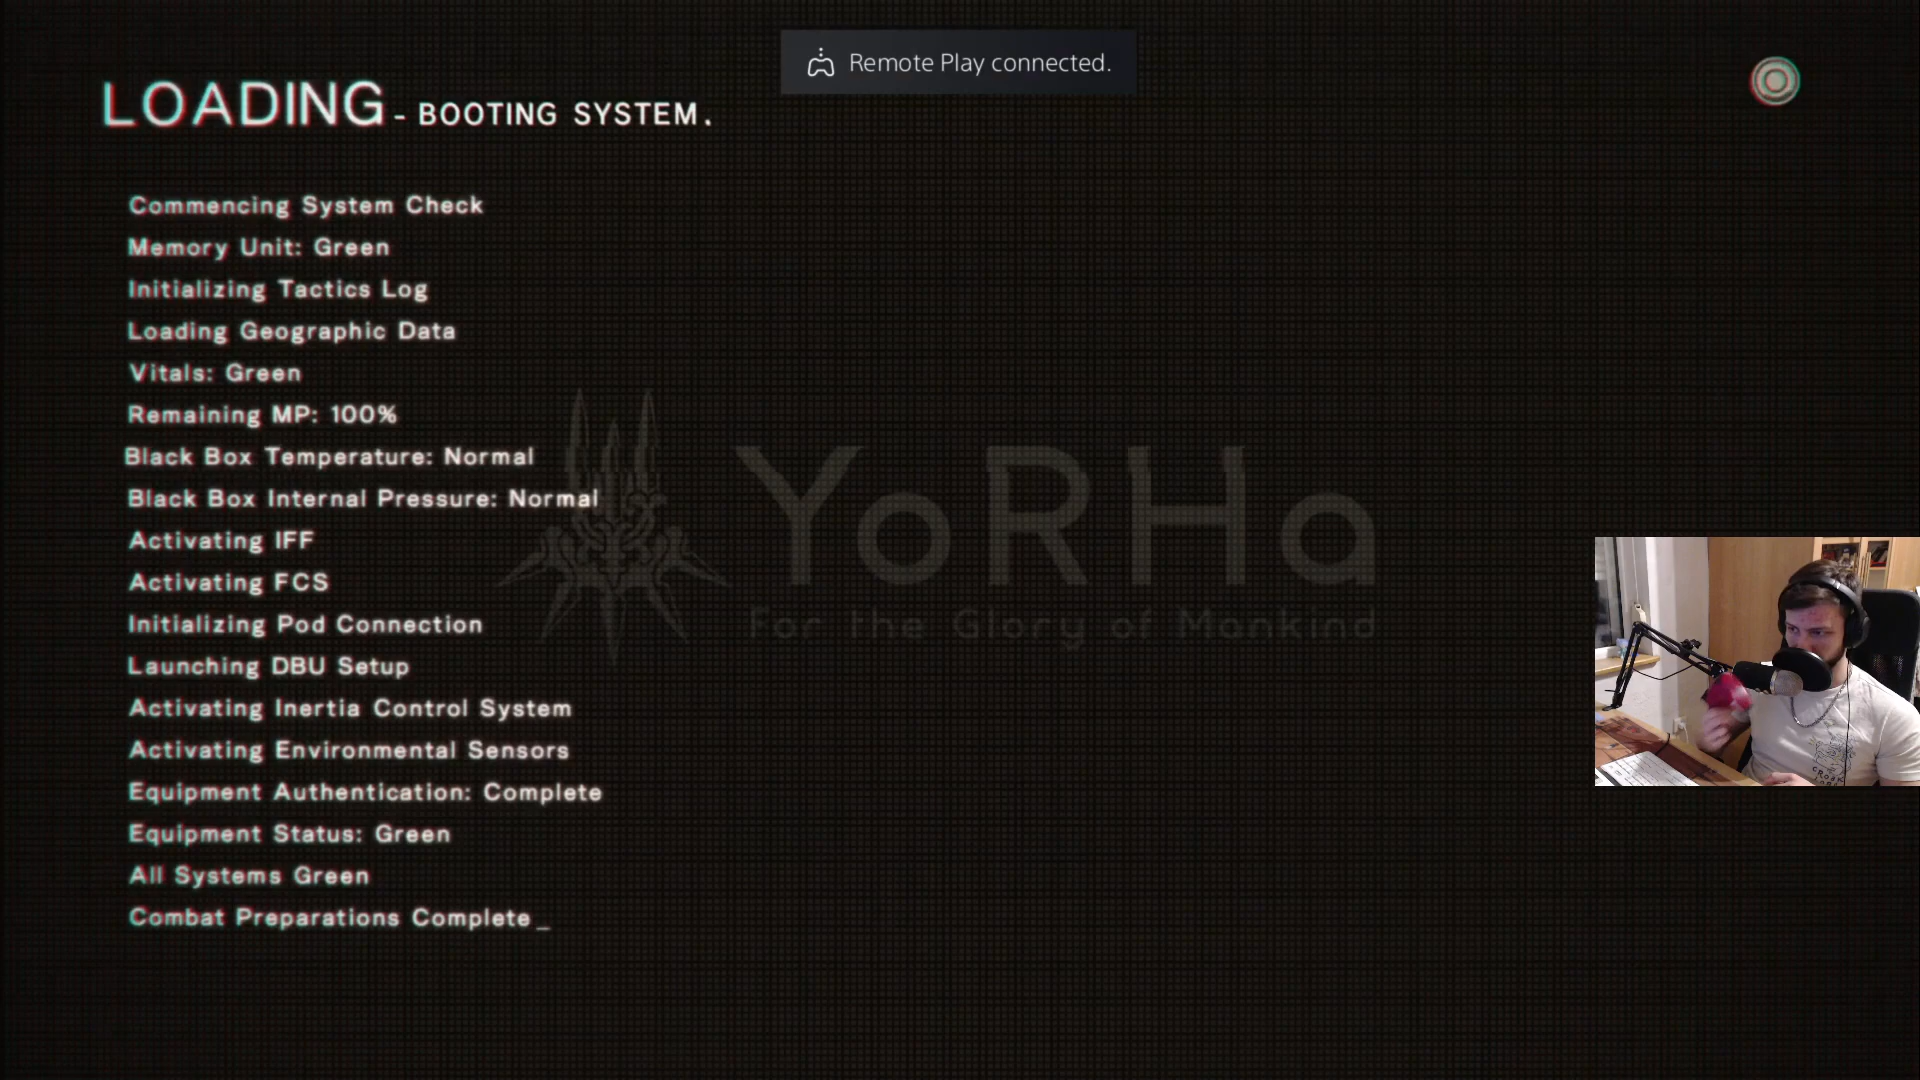 Remote Play connected.
LOADING - BOOTING SYSTEM.
Commencing System Check
Memory Unit: Green
Initializing Tactics Log
Loading Geographic Data
Vitals: Green
Remaining MP: 100%
Black Box Temperature: Normal
Black Box Internal Pressure: Normal
Activating IFF
Activating FCS
Initializing Pod Connection
Launching DBU Setup
Activating Inertia Control System
Activating Environmental Sensors
Equipment Authentication: Complete
Equipment Status: Green
All Systems Green
Combat Preparations Complete _
YoRHa
For the Glory of Mankind